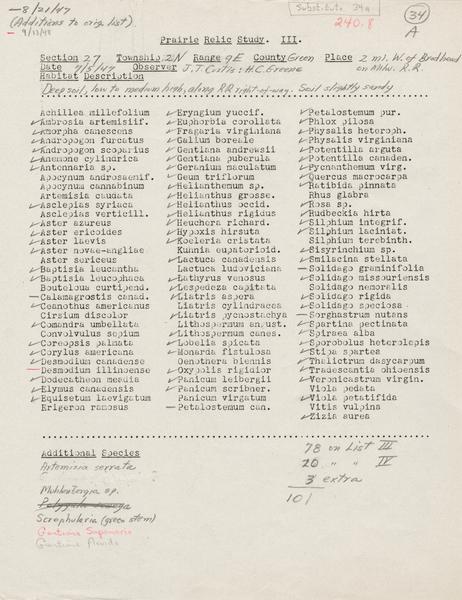 — 8/21/47
(Additions to orig. list)
— 9/13/48
Substitute 34a
240.8
34
A
Prairie Relic Study. III.
Section 27 Township 2N Range 9E County Green Place 2 mi. W. of Brodhead
Date 7/5/47 Observer J.T. Curtis: H.C. Greene on Milw. R.R.
Habitat Description
Deep soil, low to medium high, along RR right-of-way. Soil slightly sandy
Achillea millefolium
Ambrosia artemisiif.
Amorpha canescens
Andropogon furcatus
Andropogon scoparius
Anemone cylindrica
Antennaria sp.
Apocynum androsaemif.
Apocynum cannabinum
Artemisia caudata
Asclepias syriaca
Asclepias verticill.
Aster azureus
Aster ericoides
Aster laevis
Aster novae-angliae
Aster sericeus
Baptisia leucantha
Baptisia leucophaea
Bouteloua curtipend.
Calamagrostis canad.
Ceanothus americanus
Cirsium discolor
Comandra umbellata
Convolvulus sepium
Coreopsis palmata
Corylus americana
Desmodium canadense
Desmodium illinoense
Dodecatheon media
Elymus canadensis
Equisetum laevigatum
Erigeron ramosus
Eryngium yuccif.
Euphorbia corollata
Fragaria virginiana
Galium boreale
Gentiana andrewsii
Gentiana puberula
Geranium maculatum
Geum triflorum
Helianthemum sp.
Helianthus grosse.
Helianthus occid.
Helianthus rigidus
Heuchera richard.
Hypoxis hirsuta
Koeleria cristata
Kuhnia eupatorioid.
Lactuca canadensis
Lactuca ludoviciana
Lathyrus venosus
Lespedeza capitata
Liatris aspera
Liatris cylindracea
Liatris pycnostachya
Lithospermum angust.
Lithospermum can.
Lobelia spicata
Monarda fistulosa
Oenothera biennis
Oxypolis rigidior
Panicum leibergii
Panicum scribner.
Panicum virgatum
Petalostemum can.
Petalostemum pur.
Phlox pilosa
Physalis heteroph.
Physalis virginiana
Potentilla arguta
Potentilla canaden.
Pycnanthemum virg.
Quercus macrocarpa
Ratibida pinnata
Rhus glabra
Rosa sp.
Rudbeckia hirta
Silphium integrif.
Silphium laciniat.
Silphium terebinth.
Sisyrinchium sp.
Smilacina stellata
Solidago graminifolia
Solidago missouriensis
Solidago nemoralis
Solidago rigida
Solidago speciosa
Sorghastrum nutans
Spartina pectinata
Spiraea alba
Sporobolus heterolepis
Stipa spartea
Thalictrum dasycarpum
Tradescantia ohioensis
Veronicastrum virgin.
Viola pedata
Viola pedatifida
Vitis vulpina
Zizia aurea
Additional Species
Artemisia serrata
Muhlenbergia sp.
Polygala senega
Scrophularia (green stem)
Gentiana Saponaria
Gentiana flavida
78 on List III
20 " " IV
3 extra
101